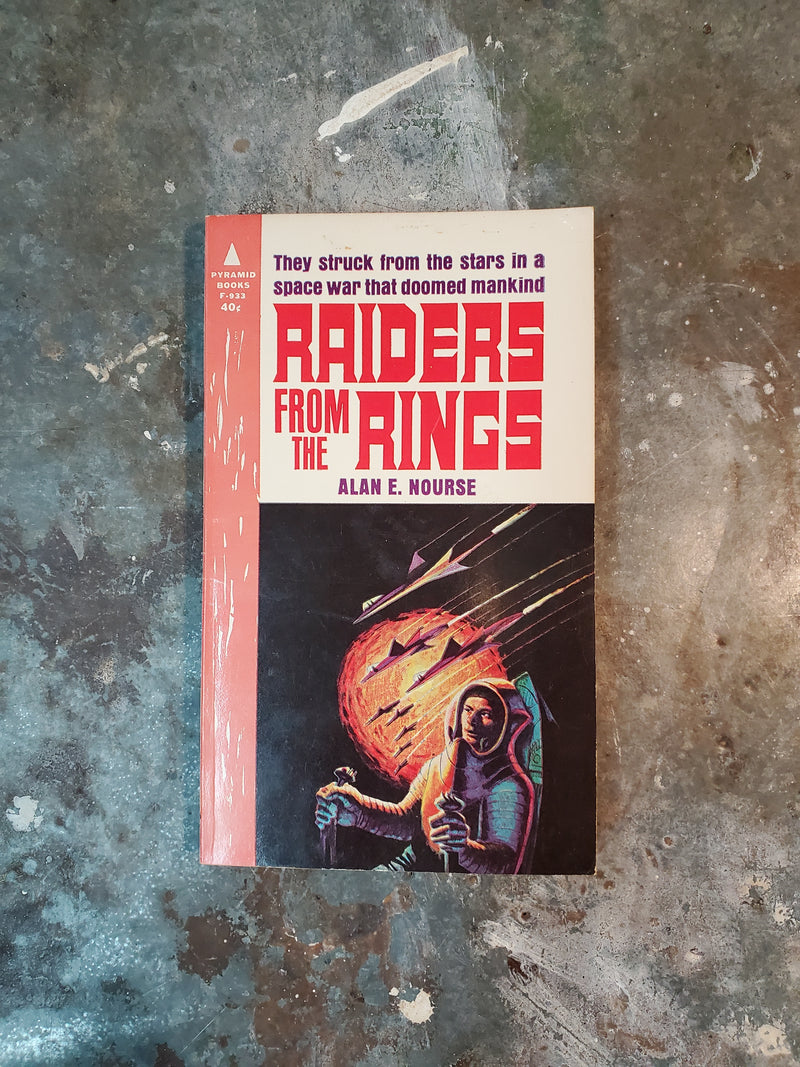 PYRAMID
BOOKS
F-933
40¢
They struck from the stars in a
space war that doomed mankind
RAIDERS
FROM
THE
RINGS
ALAN E. NOURSE